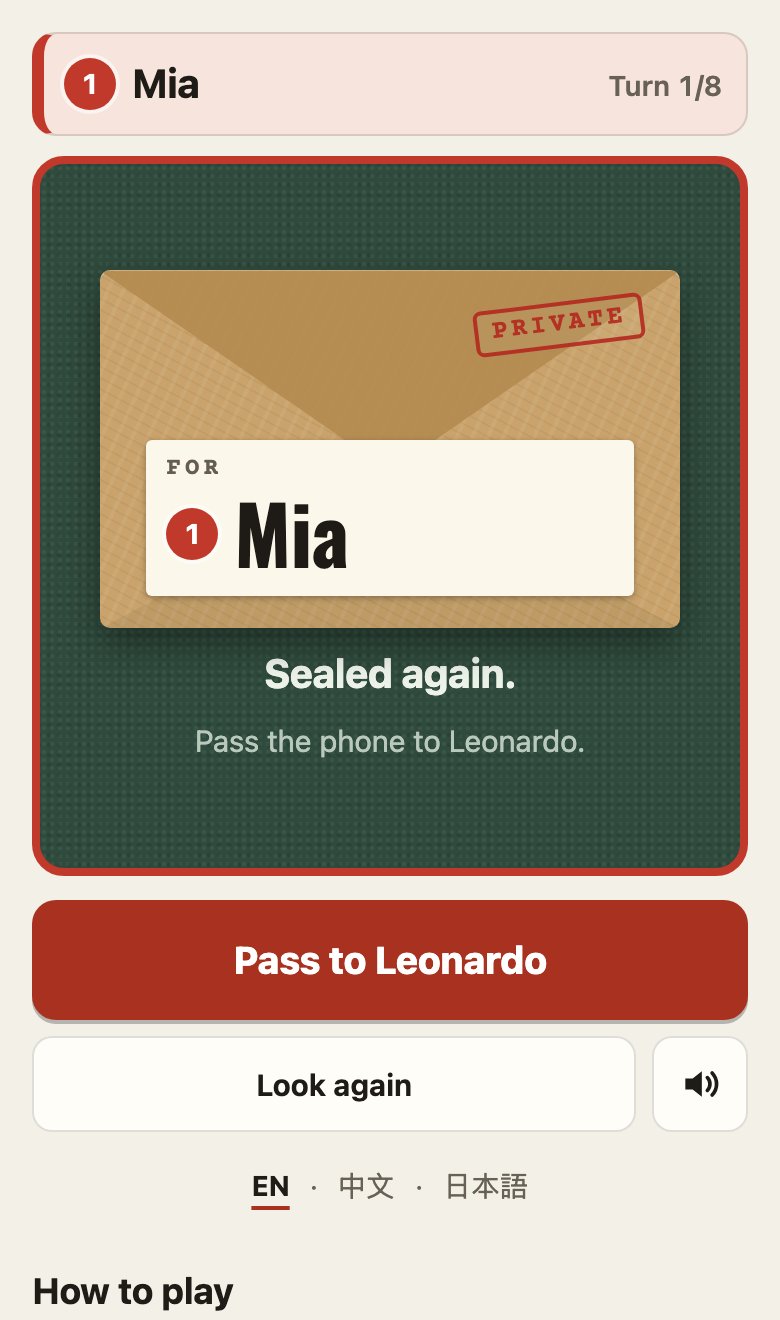 1 Mia Turn 1/8
PRIVATE
FOR
1 Mia
Sealed again.
Pass the phone to Leonardo.
Pass to Leonardo
Look again
EN · 中文 · 日本語
How to play